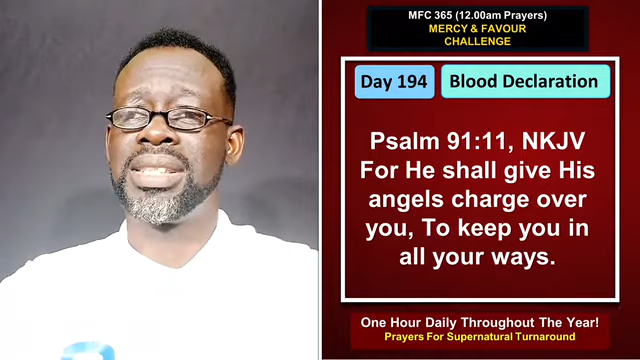 MFC 365 (12.00am Prayers)
MERCY & FAVOUR
CHALLENGE
Day 194
Blood Declaration
Psalm 91:11, NKJV
For He shall give His
angels charge over
you, To keep you in
all your ways.
One Hour Daily Throughout The Year!
Prayers For Supernatural Turnaround